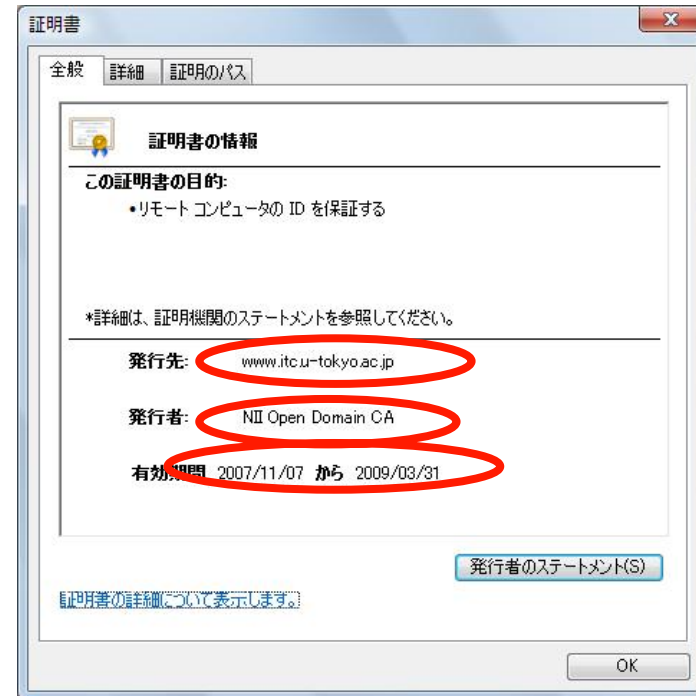 証明書
全般 詳細 証明のパス
証明書の情報
この証明書の目的:
•リモート コンピュータの ID を保証する
*詳細は、証明機関のステートメントを参照してください。
発行先: www.itc.u-tokyo.ac.jp
発行者: NII Open Domain CA
有効期間 2007/11/07 から 2009/03/31
発行者のステートメント(S)
証明書の詳細について表示します。
OK